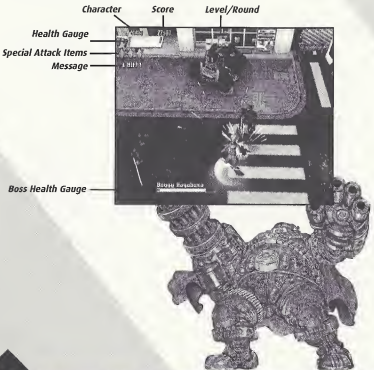 Character Score Level/Round
Health Gauge
Special Attack Items
Message
Boss Health Gauge